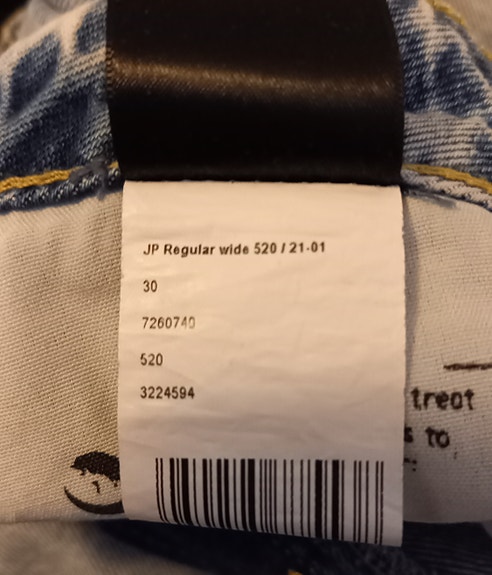 JP Regular wide 520 / 21-01
30
7260740
520
3224594
treat
to